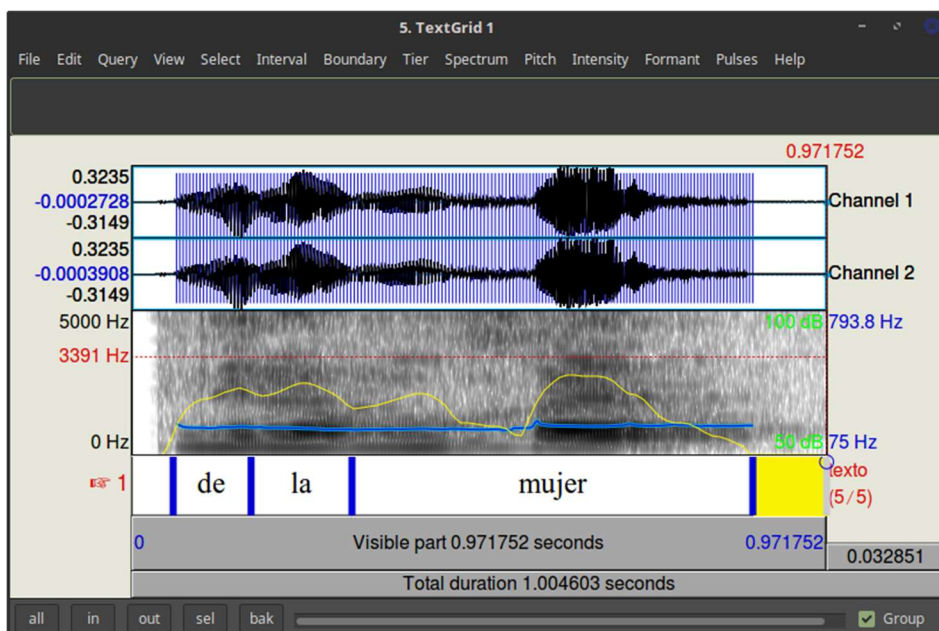 5. TextGrid 1
File Edit Query View Select Interval Boundary Tier Spectrum Pitch Intensity Formant Pulses Help
0.971752
0.3235
-0.0002728
-0.3149
Channel 1
0.3235
-0.0003908
-0.3149
Channel 2
5000 Hz
100 dB 793.8 Hz
3391 Hz
0 Hz
50 dB 75 Hz
1 de la mujer
texto
(5/5)
0 Visible part 0.971752 seconds 0.971752
0.032851
Total duration 1.004603 seconds
all in out sel bak Group